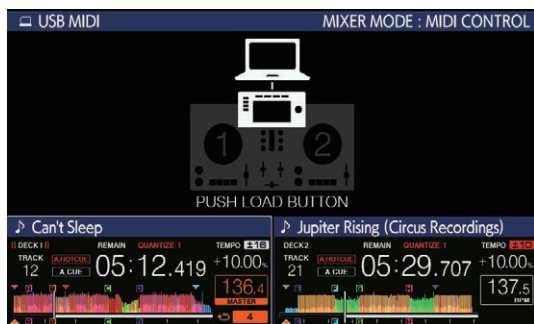 USB MIDI
MIXER MODE : MIDI CONTROL
1
2
PUSH LOAD BUTTON
♪ Can't Sleep
DECK1
REMAIN
QUANTIZE:1
TEMPO ±16
TRACK
12
A.HOTCUE
A.CUE
05:12.419
+10.00%
136.4
MASTER
4
♪ Jupiter Rising (Circus Recordings)
DECK2
REMAIN
QUANTIZE:1
TEMPO ±10
TRACK
21
A.HOTCUE
A.CUE
05:29.707
+10.00%
137.5
BPM